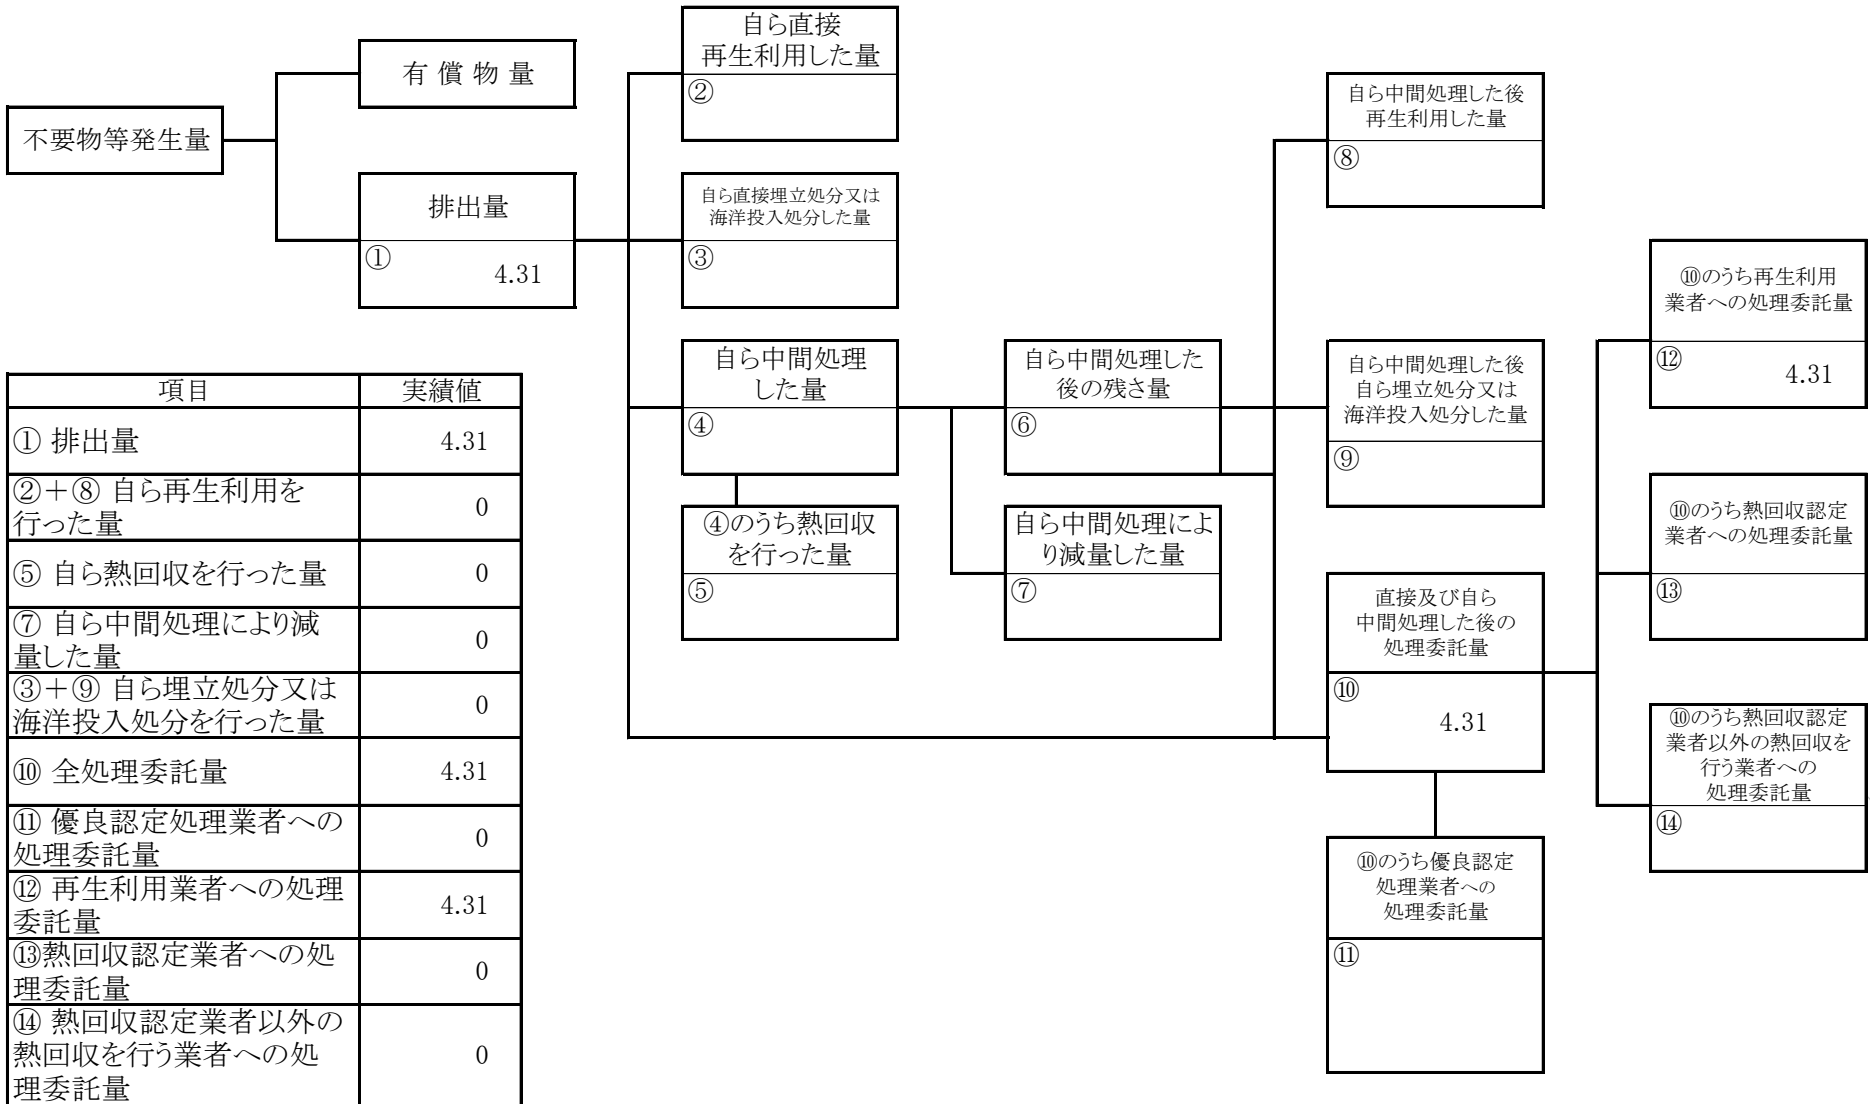 不要物等発生量
有 償 物 量
排出量
①
4.31
自ら直接
再生利用した量
②
自ら直接埋立処分又は
海洋投入処分した量
③
自ら中間処理
した量
④
④のうち熱回収
を行った量
⑤
自ら中間処理した
後の残さ量
⑥
自ら中間処理によ
り減量した量
⑦
自ら中間処理した後
再生利用した量
⑧
自ら中間処理した後
自ら埋立処分又は
海洋投入処分した量
⑨
直接及び自ら
中間処理した後の
処理委託量
⑩
4.31
⑩のうち優良認定
処理業者への
処理委託量
⑪
⑩のうち再生利用
業者への処理委託量
⑫
4.31
⑩のうち熱回収認定
業者への処理委託量
⑬
⑩のうち熱回収認定
業者以外の熱回収を
行う業者への
処理委託量
⑭
項目 実績値
① 排出量 4.31
②＋⑧ 自ら再生利用を
行った量 0
⑤ 自ら熱回収を行った量 0
⑦ 自ら中間処理により減
量した量 0
③＋⑨ 自ら埋立処分又は
海洋投入処分を行った量 0
⑩ 全処理委託量 4.31
⑪ 優良認定処理業者への
処理委託量 0
⑫ 再生利用業者への処理
委託量 4.31
⑬熱回収認定業者への処
理委託量 0
⑭ 熱回収認定業者以外の
熱回収を行う業者への処
理委託量 0